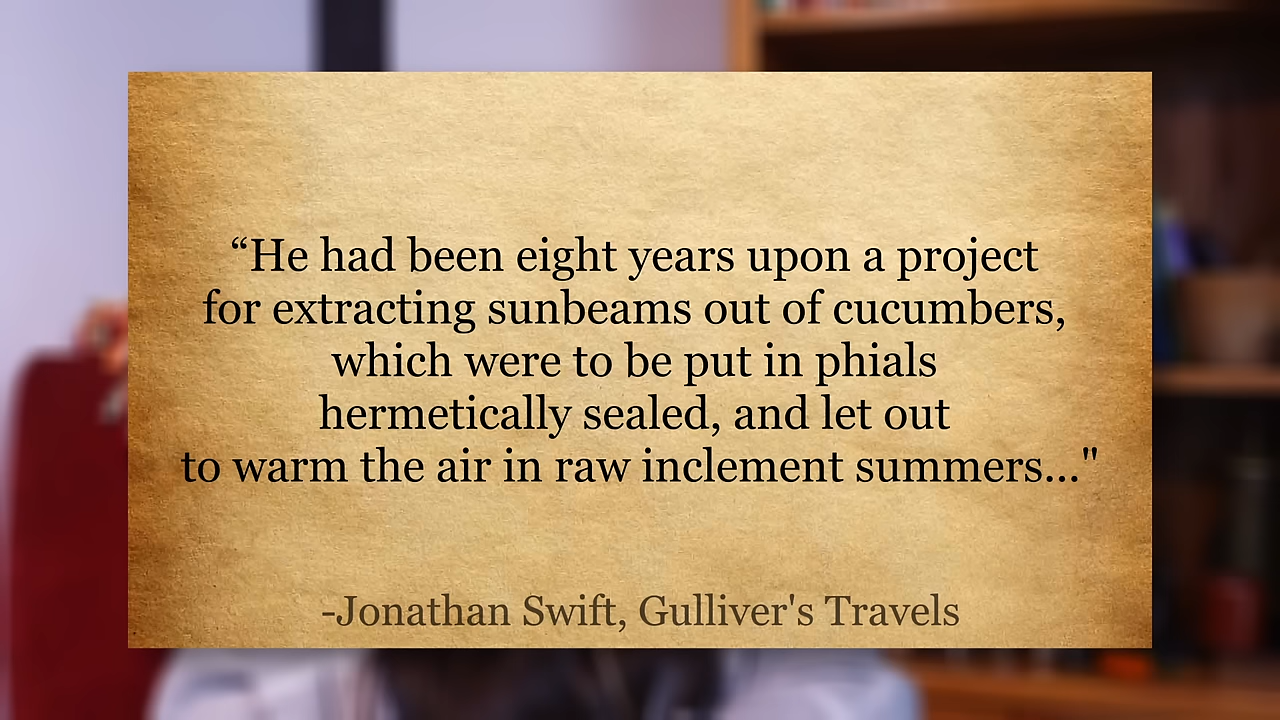 “He had been eight years upon a project
for extracting sunbeams out of cucumbers,
which were to be put in phials
hermetically sealed, and let out
to warm the air in raw inclement summers..."
-Jonathan Swift, Gulliver's Travels